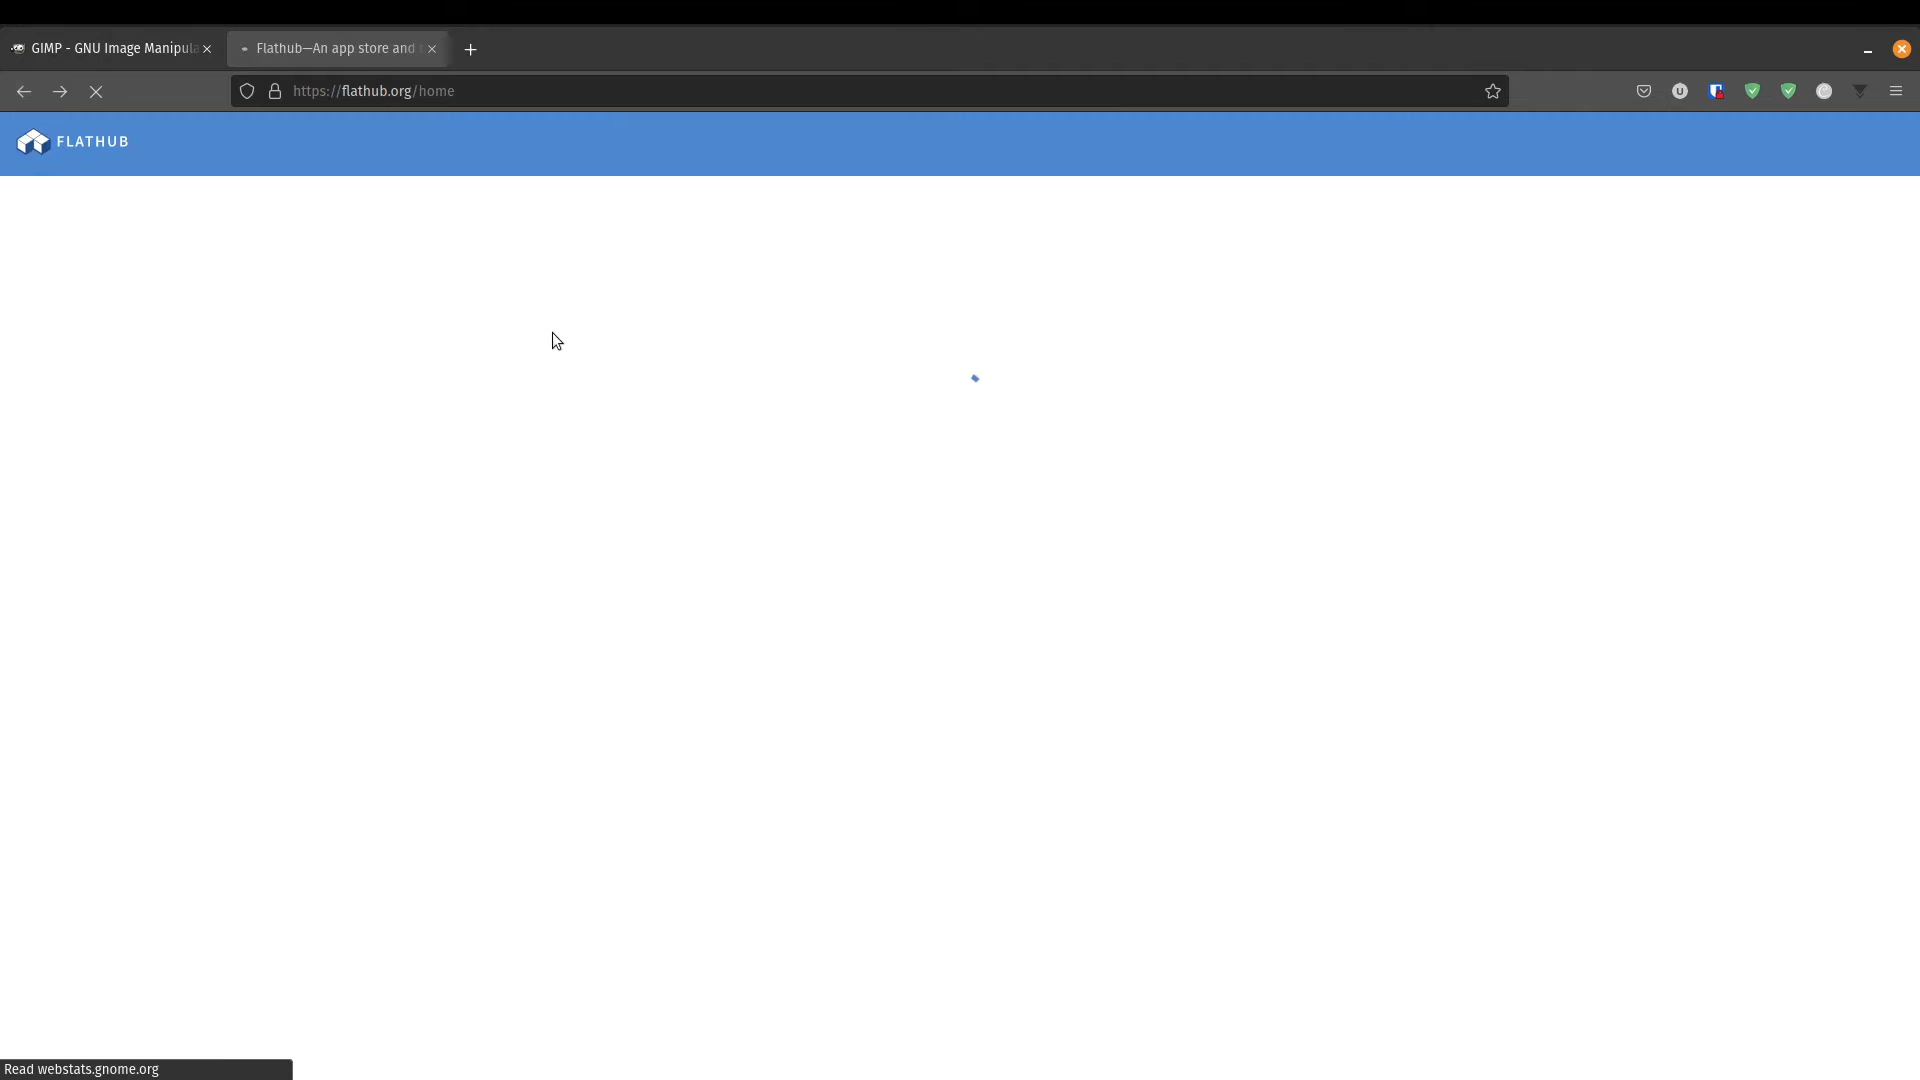 GIMP - GNU Image Manipula
Flathub—An app store and
https://flathub.org/home
FLATHUB
Read webstats.gnome.org